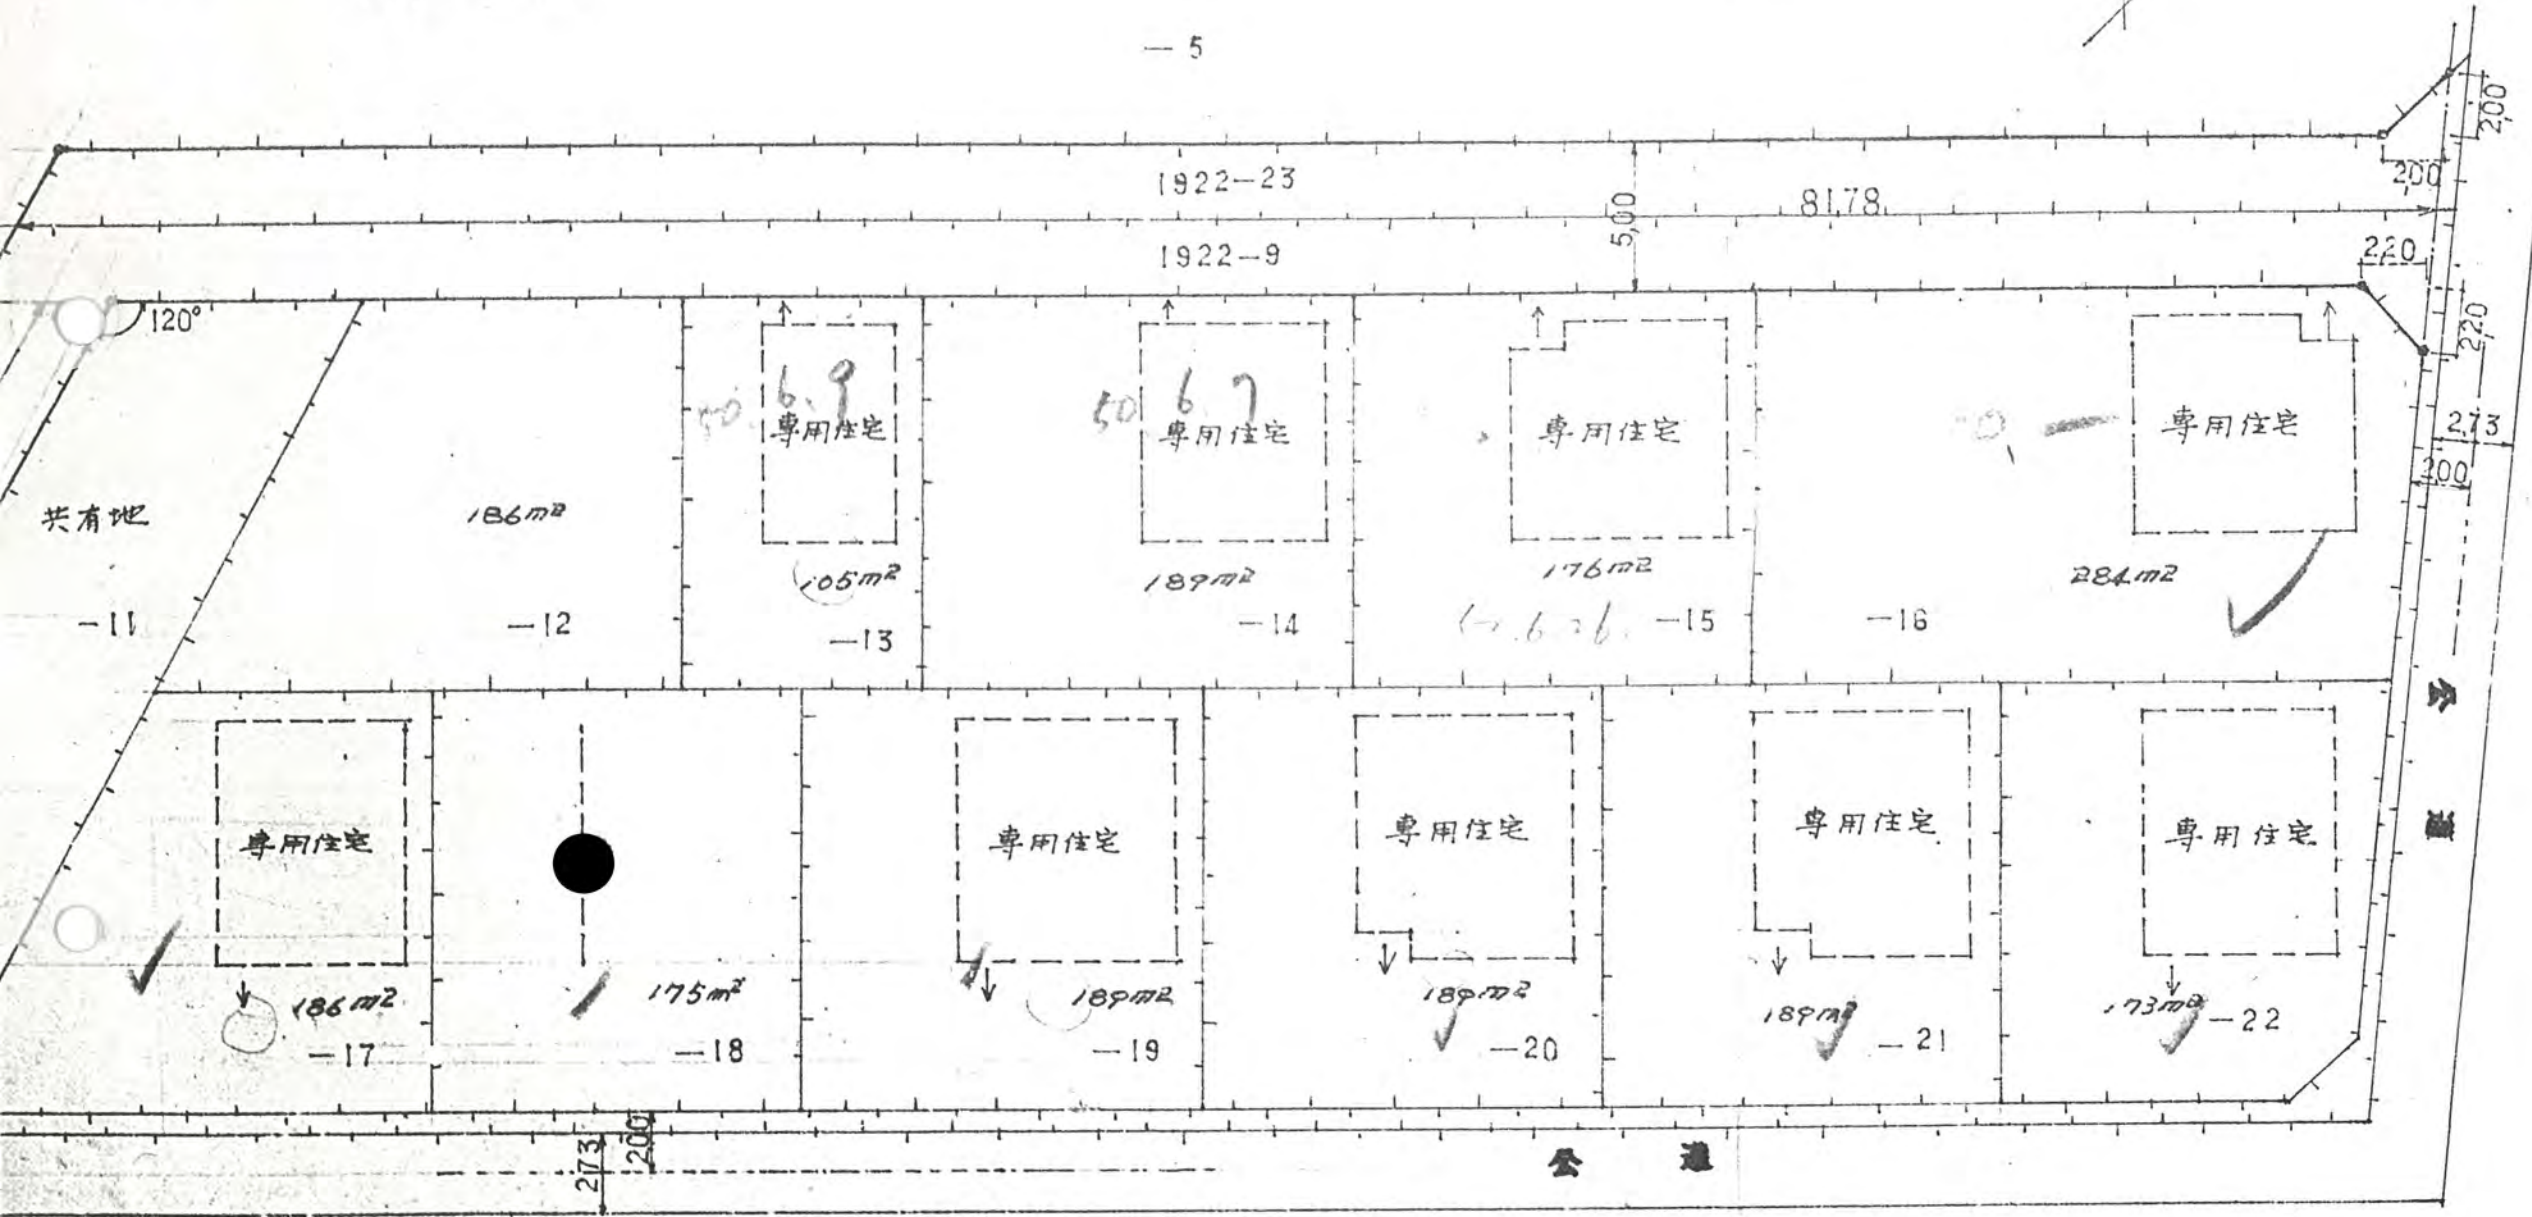 — 5
2,00
1922—23
2,00
5,00
81,78
1922—9
2,20
2,20
120°
50. 6. 9
専用住宅
50 6 7
専用住宅
専用住宅
専用住宅
2,73
2,00
共有地
186m²
105m²
189m²
176m²
284m²
—11
—12
—13
—14
—15
—16
公道
専用住宅
専用住宅
専用住宅
専用住宅
専用住宅
186m²
175m²
189m²
189m²
189m²
173m²
—17
—18
—19
—20
—21
—22
2,73
2,00
公道